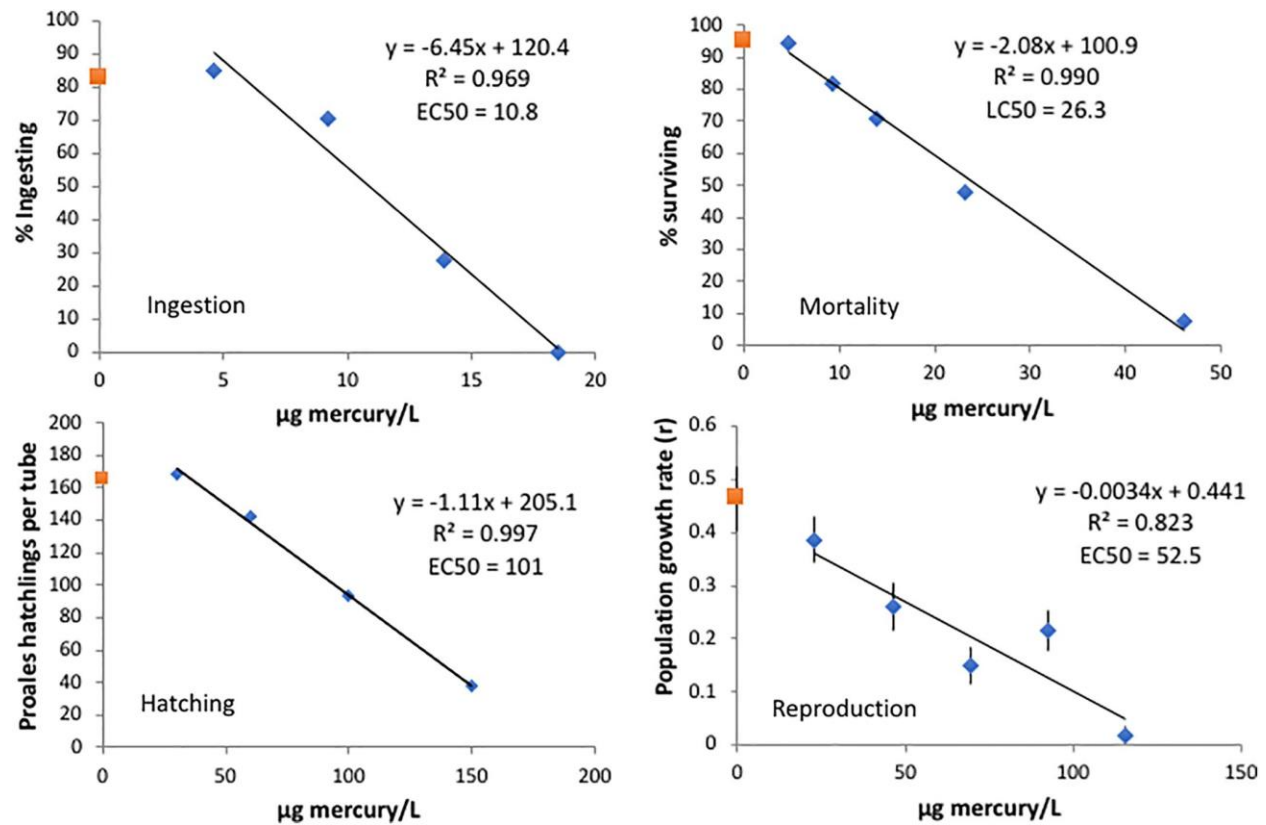 100
90
80
70
60
50
40
30
20
10
0
% Ingesting
y = -6.45x + 120.4
R² = 0.969
EC50 = 10.8
Ingestion
0 5 10 15 20
µg mercury/L
100
90
80
70
60
50
40
30
20
10
0
% surviving
y = -2.08x + 100.9
R² = 0.990
LC50 = 26.3
Mortality
0 10 20 30 40 50
µg mercury/L
200
180
160
140
120
100
80
60
40
20
0
Proales hatchlings per tube
y = -1.11x + 205.1
R² = 0.997
EC50 = 101
Hatching
0 50 100 150 200
µg mercury/L
0.6
0.5
0.4
0.3
0.2
0.1
0
Population growth rate (r)
y = -0.0034x + 0.441
R² = 0.823
EC50 = 52.5
Reproduction
0 50 100 150
µg mercury/L